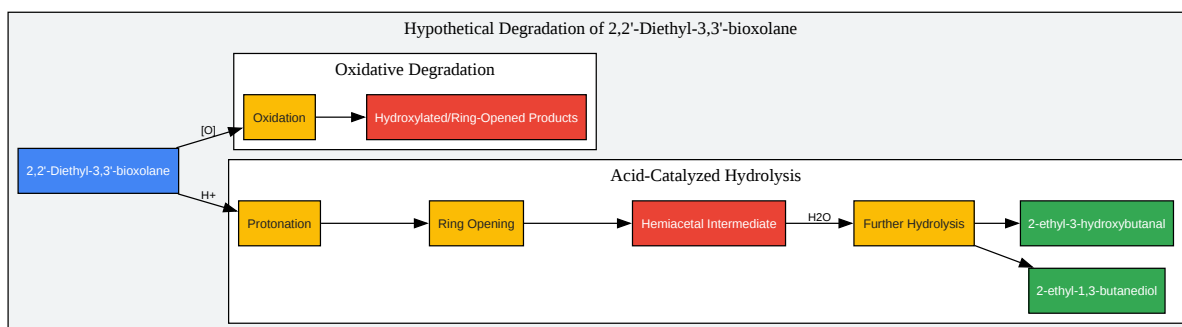 Hypothetical Degradation of 2,2'-Diethyl-3,3'-bioxolane
Oxidative Degradation
Oxidation
Hydroxylated/Ring-Opened Products
[O]
2,2'-Diethyl-3,3'-bioxolane
H+
Acid-Catalyzed Hydrolysis
Protonation
Ring Opening
Hemiacetal Intermediate
H2O
Further Hydrolysis
2-ethyl-3-hydroxybutanal
2-ethyl-1,3-butanediol